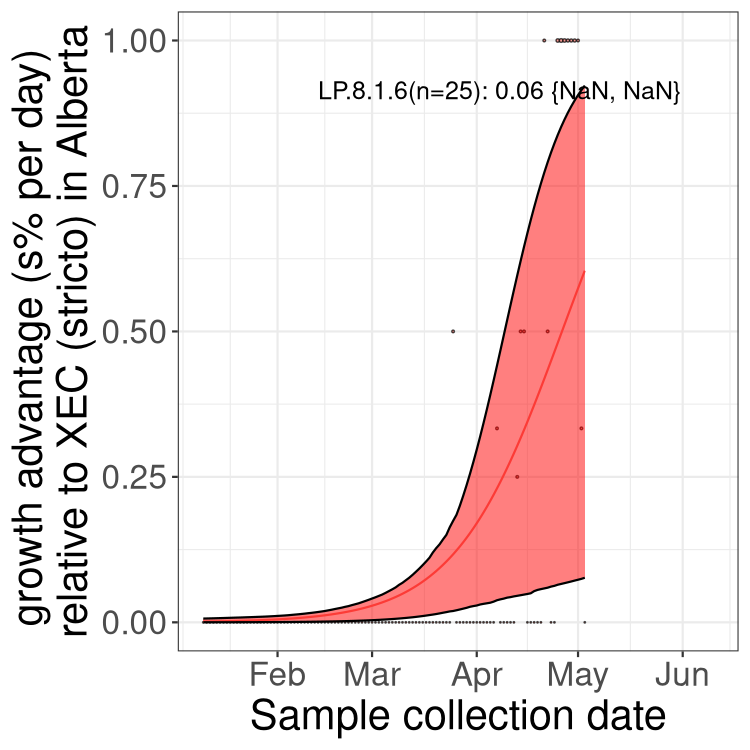 growth advantage (s% per day)
relative to XEC (stricto) in Alberta
1.00
0.75
0.50
0.25
0.00
LP.8.1.6(n=25): 0.06 {NaN, NaN}
Feb Mar Apr May Jun
Sample collection date